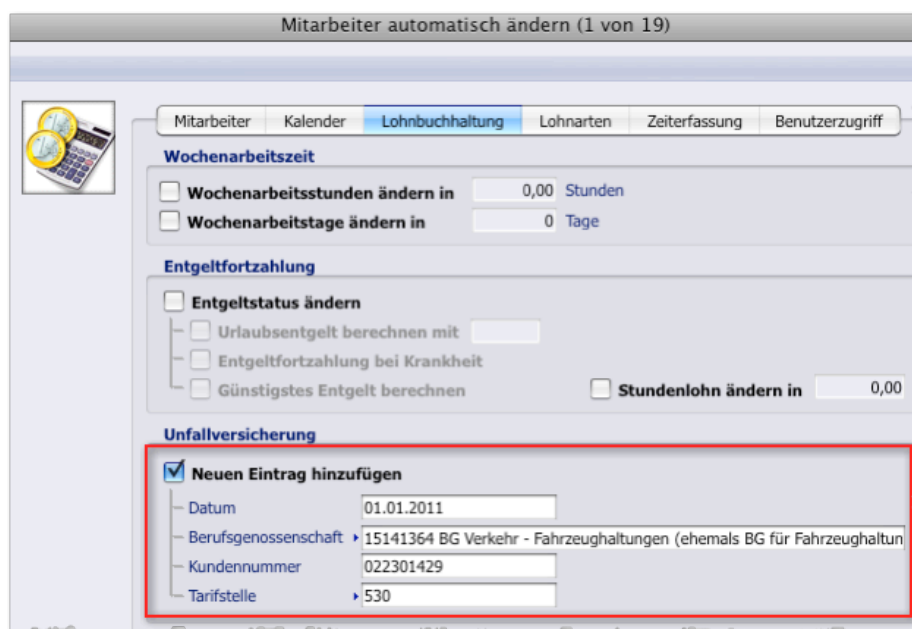 Mitarbeiter automatisch ändern (1 von 19)
Mitarbeiter Kalender Lohnbuchhaltung Lohnarten Zeiterfassung Benutzerzugriff
Wochenarbeitszeit
Wochenarbeitsstunden ändern in 0,00 Stunden
Wochenarbeitstage ändern in 0 Tage
Entgeltfortzahlung
Entgeltstatus ändern
Urlaubsentgelt berechnen mit
Entgeltfortzahlung bei Krankheit
Günstigstes Entgelt berechnen Stundenlohn ändern in 0,00
Unfallversicherung
Neuen Eintrag hinzufügen
Datum 01.01.2011
Berufsgenossenschaft 15141364 BG Verkehr - Fahrzeughaltungen (ehemals BG für Fahrzeughaltun
Kundennummer 022301429
Tarifstelle 530